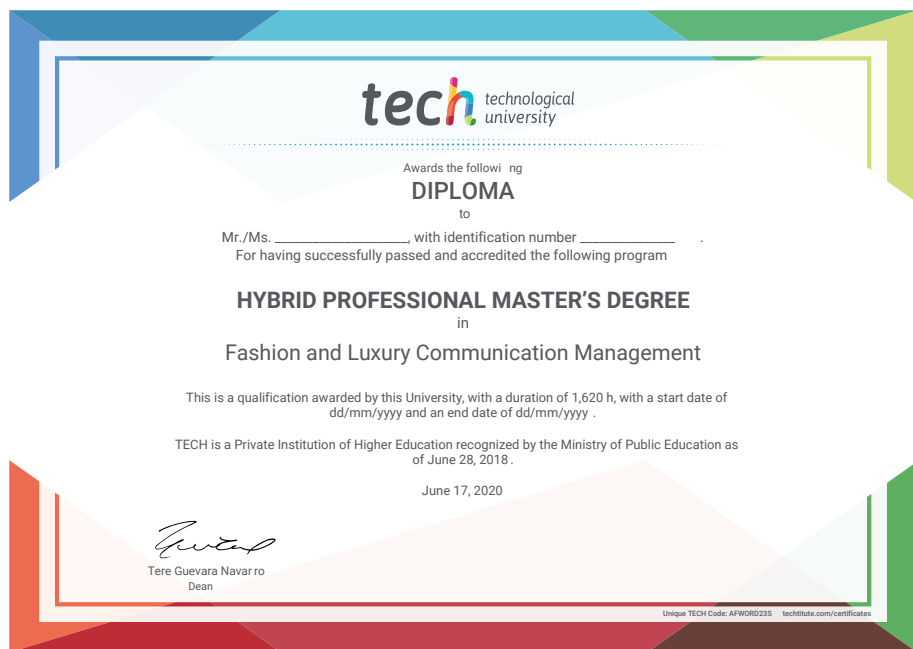 tech technological
university
Awards the followi ng
DIPLOMA
to
Mr./Ms. _____________________, with identification number _______________ .
For having successfully passed and accredited the following program
HYBRID PROFESSIONAL MASTER’S DEGREE
in
Fashion and Luxury Communication Management
This is a qualification awarded by this University, with a duration of 1,620 h, with a start date of
dd/mm/yyyy and an end date of dd/mm/yyyy .
TECH is a Private Institution of Higher Education recognized by the Ministry of Public Education as
of June 28, 2018 .
June 17, 2020
Tere Guevara Navar ro
Dean
Unique TECH Code: AFWORD23S techtitute.com/certificates